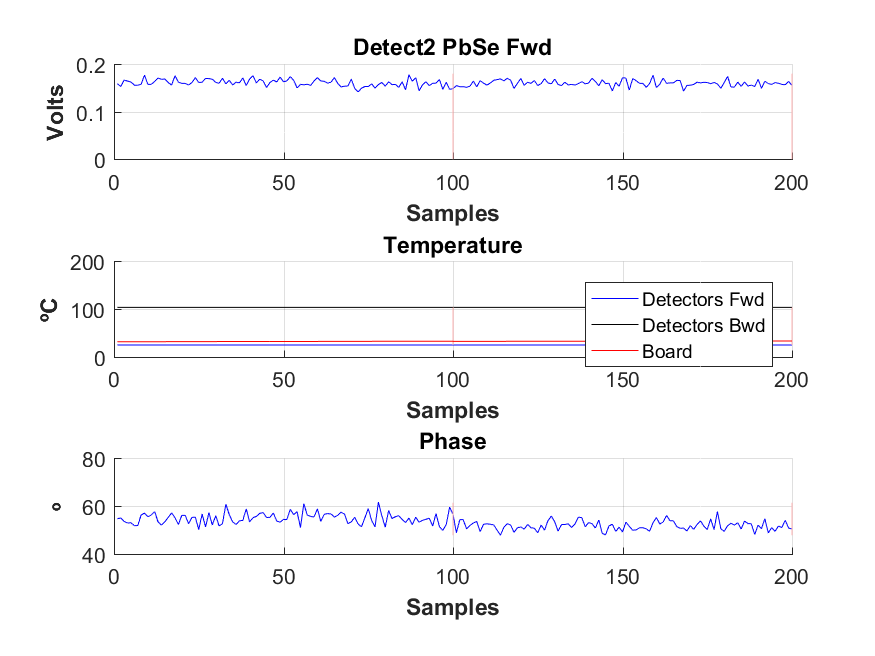 Detect2 PbSe Fwd
Volts
0.2
0.1
0
0 50 100 150 200
Samples
Temperature
ºC
200
100
0
Detectors Fwd
Detectors Bwd
Board
0 50 100 150 200
Samples
Phase
º
80
60
40
0 50 100 150 200
Samples